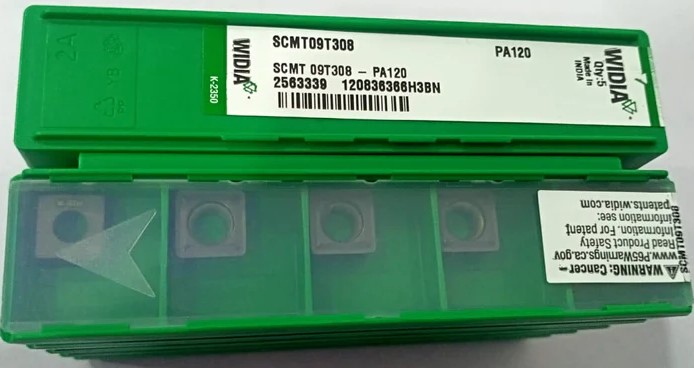 2A
K-2350
WIDIA
SCMT09T308
PA120
SCMT 09T308 - PA120
2563339 120836366H3BN
WIDIA
Qty:5
Made in
INDIA
WARNING: Cancer -
www.P65Warnings.ca.gov
Read Product Safety
Information. For patent
information see:
patents.widia.com
SCMT09T308